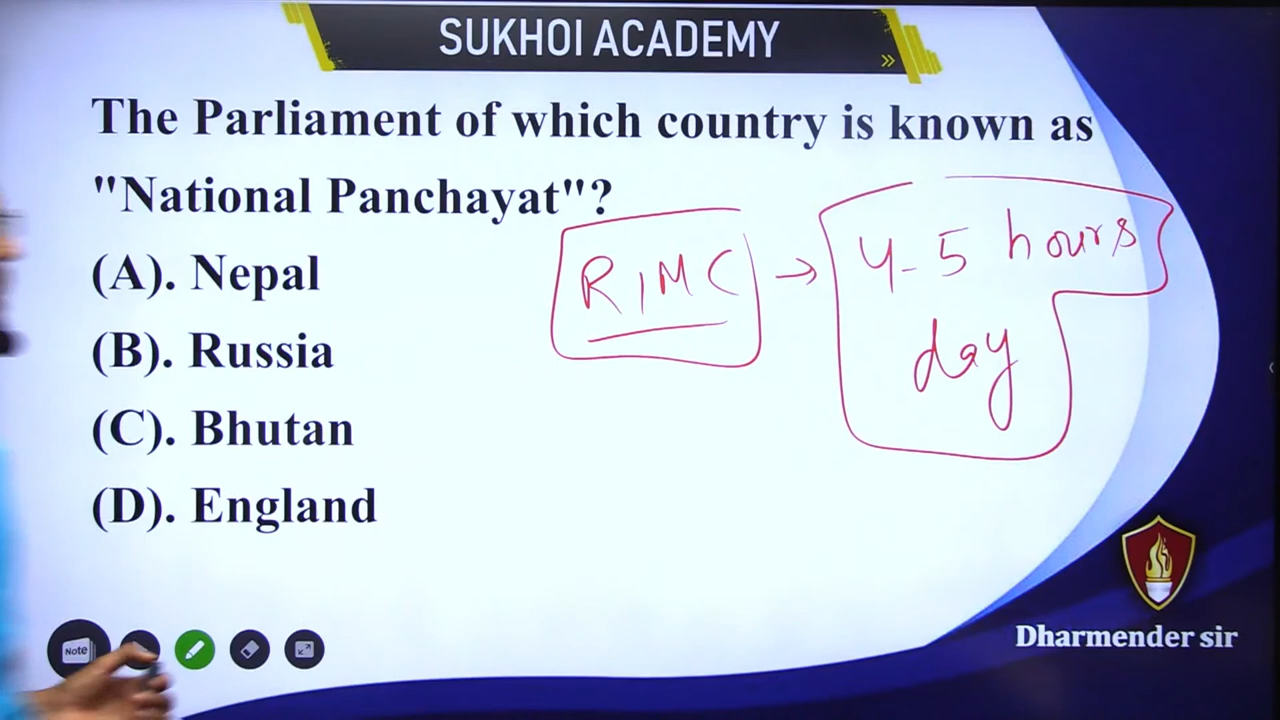 SUKHOI ACADEMY
The Parliament of which country is known as
"National Panchayat"?
(A). Nepal
(B). Russia
(C). Bhutan
(D). England
RIMC → 4-5 hours
day
Note
Dharmender sir